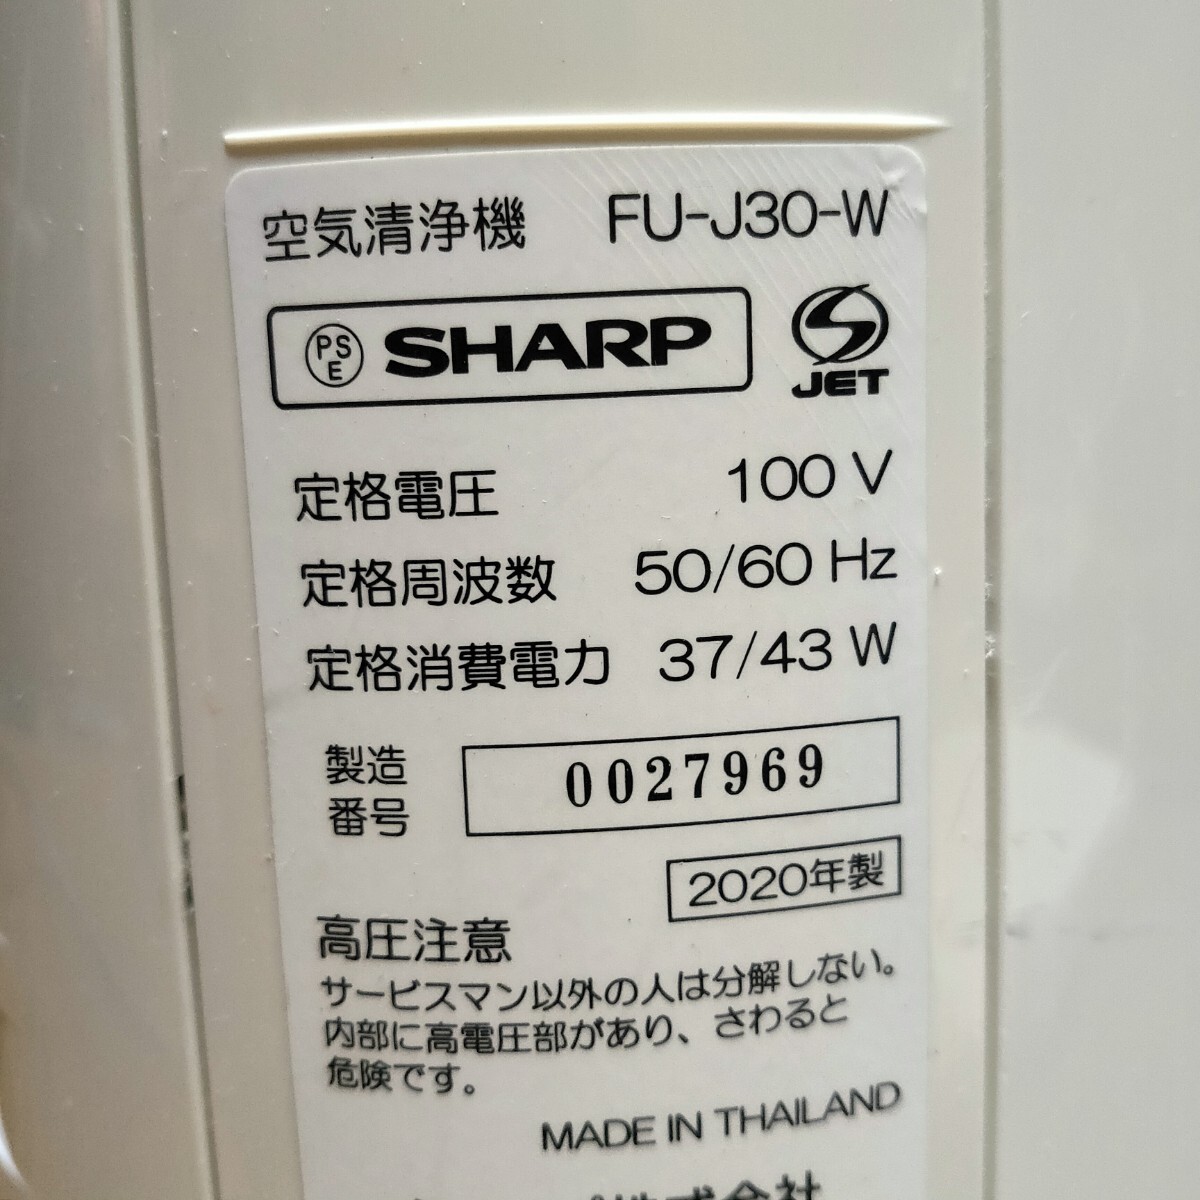 空気清浄機 FU-J30-W
PSE SHARP JET
定格電圧 100 V
定格周波数 50/60 Hz
定格消費電力 37/43 W
製造番号 0027969
2020年製
高圧注意
サービスマン以外の人は分解しない。
内部に高電圧部があり、さわると
危険です。
MADE IN THAILAND